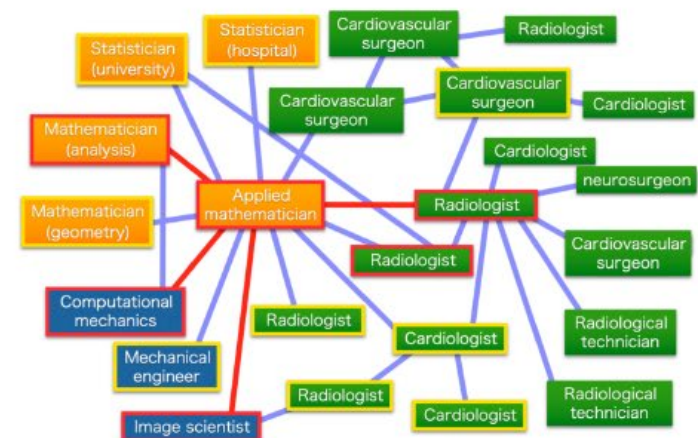 Cardiovascular
surgeon
Radiologist
Statistician
(university)
Statistician
(hospital)
Cardiovascular
surgeon
Cardiovascular
surgeon
Cardiologist
Mathematician
(analysis)
Cardiologist
neurosurgeon
Applied
mathematician
Radiologist
Mathematician
(geometry)
Cardiovascular
surgeon
Radiologist
Computational
mechanics
Radiologist
Radiological
technician
Cardiologist
Mechanical
engineer
Radiologist
Radiological
technician
Cardiologist
Image scientist